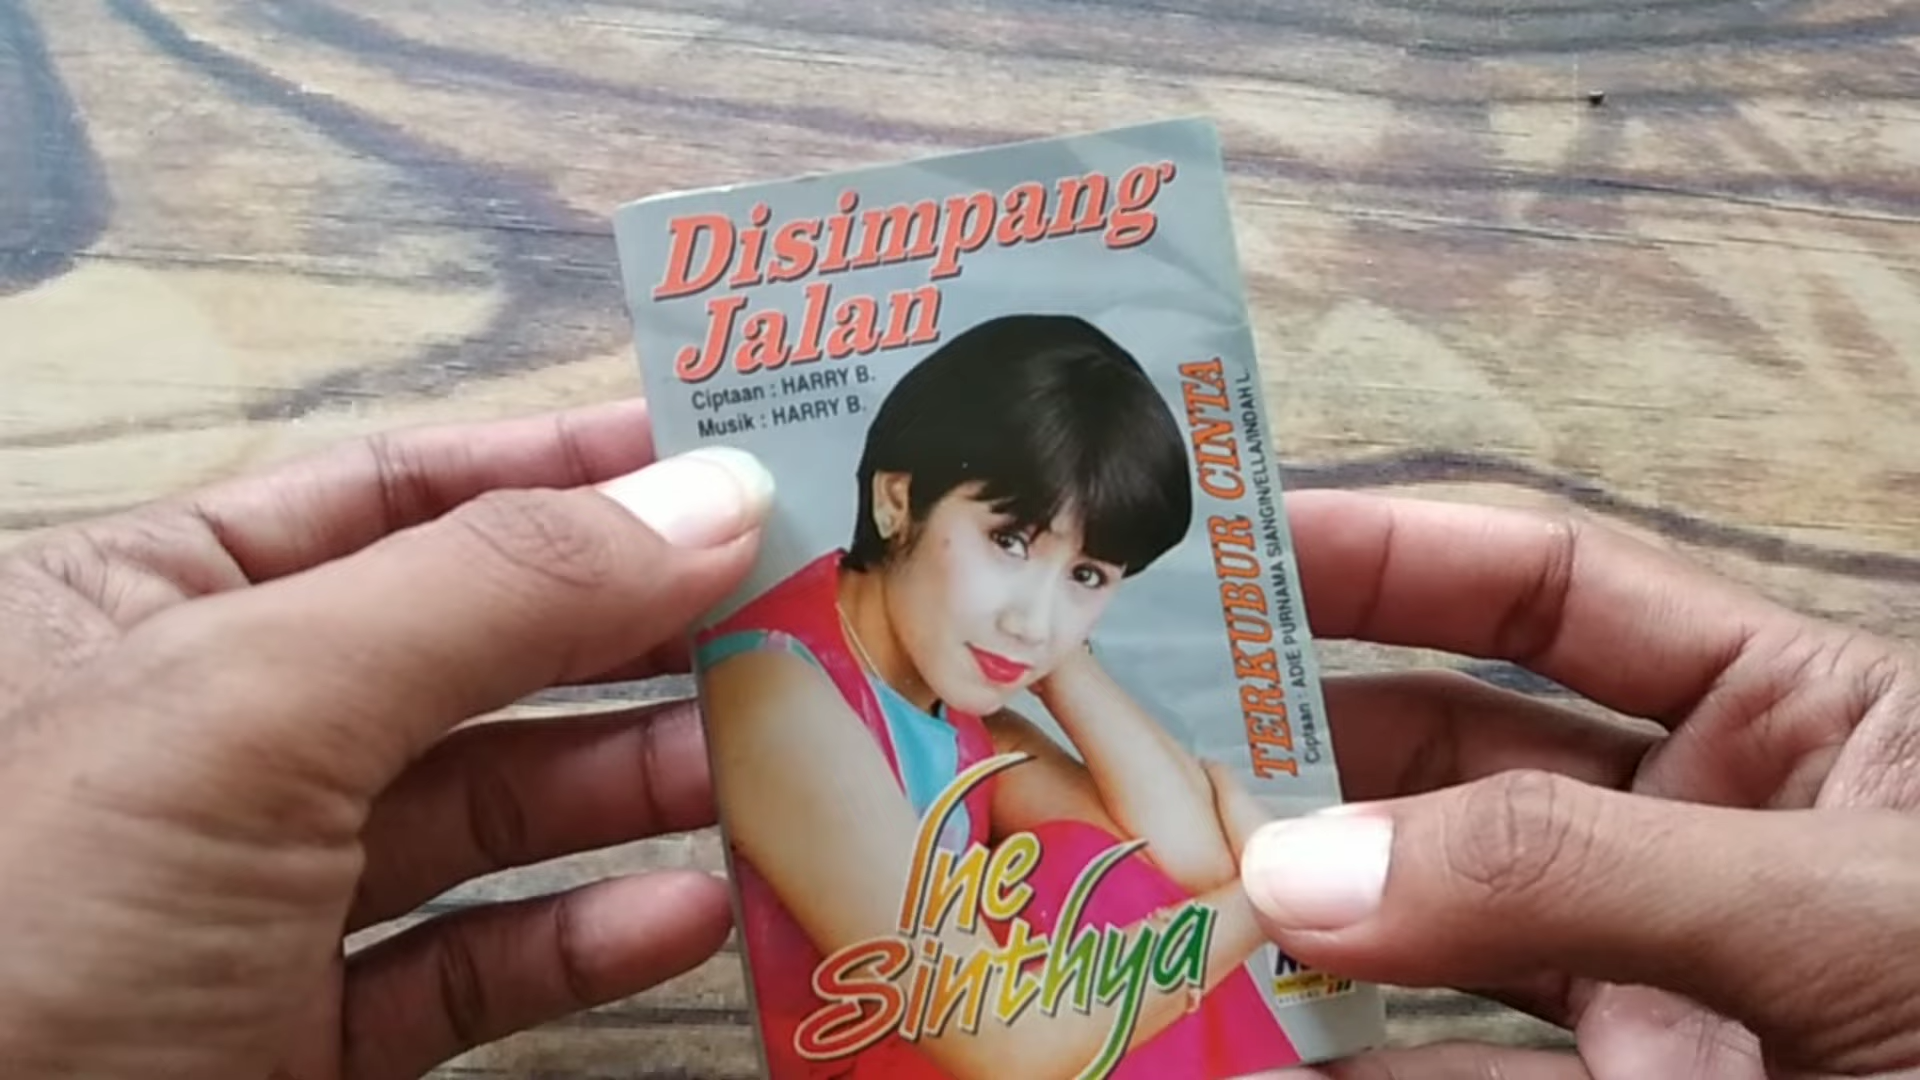 Disimpang
Jalan
Ciptaan : HARRY B.
Musik : HARRY B.
TERKUBUR CINTA
Ciptaan : ADIE PURNAMA SIANGIN/ELLA/INDAH L.
Ine
Sinthya